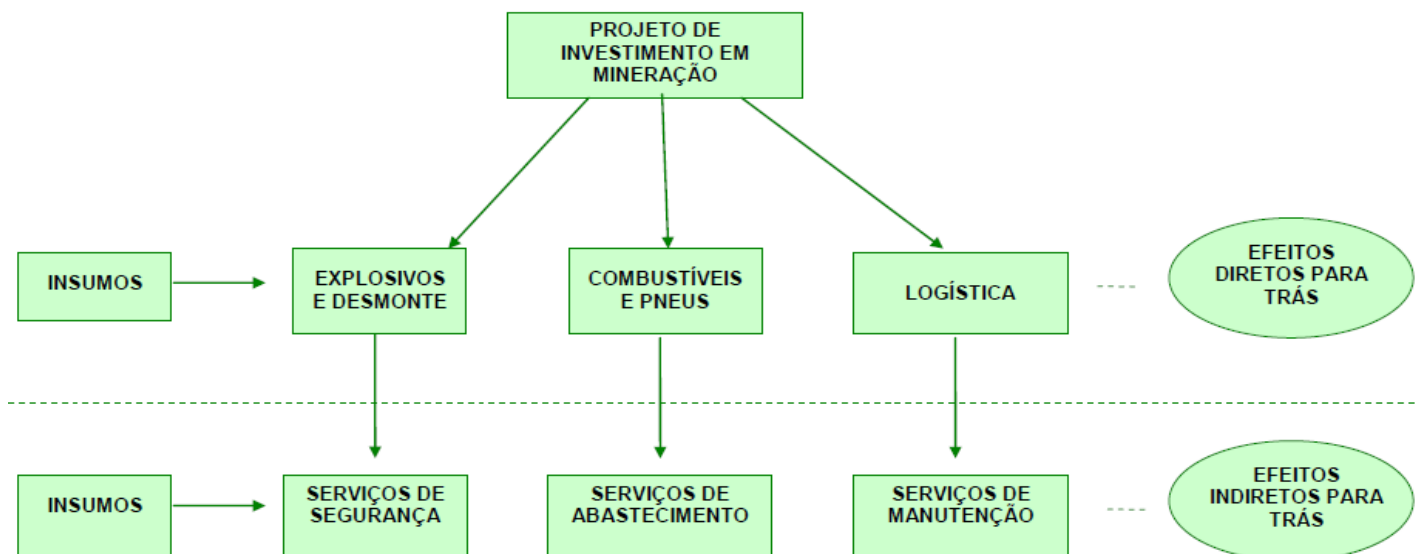 PROJETO DE
INVESTIMENTO EM
MINERAÇÃO
INSUMOS
EXPLOSIVOS
E DESMONTE
COMBUSTÍVEIS
E PNEUS
LOGÍSTICA
EFEITOS
DIRETOS PARA
TRÁS
INSUMOS
SERVIÇOS DE
SEGURANÇA
SERVIÇOS DE
ABASTECIMENTO
SERVIÇOS DE
MANUTENÇÃO
EFEITOS
INDIRETOS PARA
TRÁS